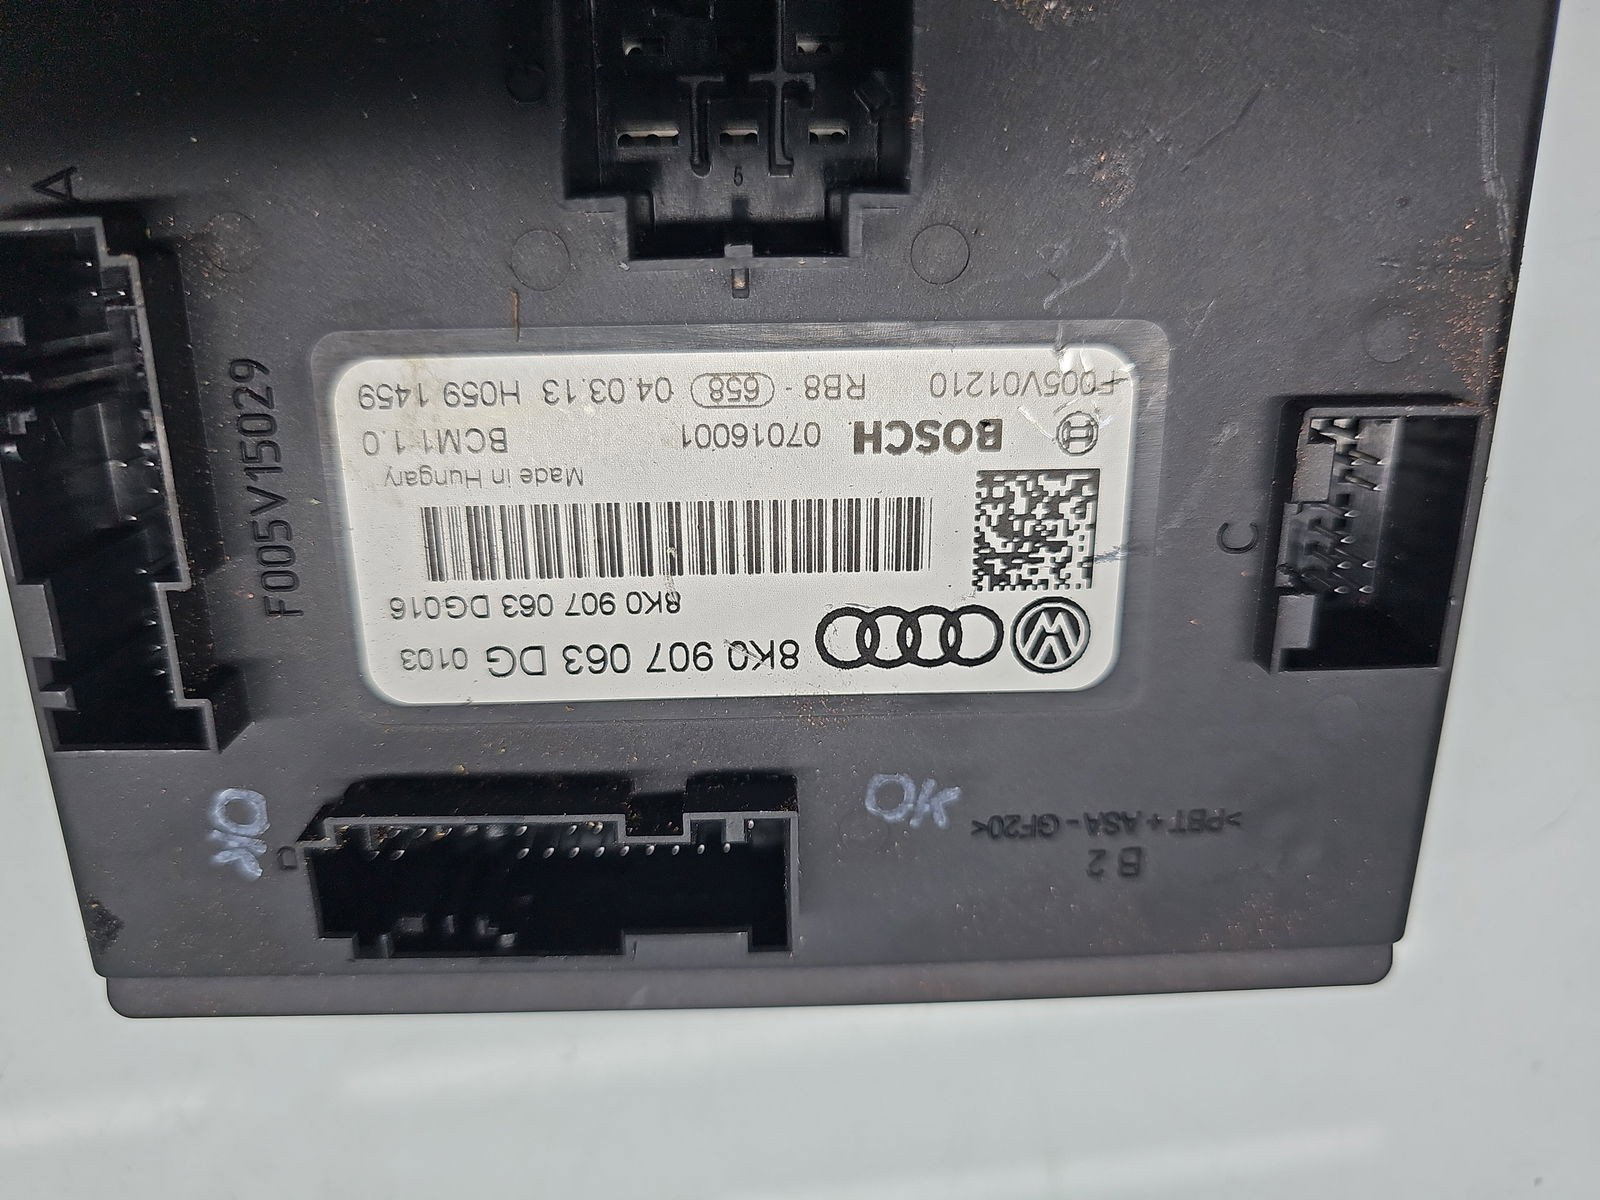 8K0 907 063 DG 0103
8K0 907 063 DG016
Made in Hungary
BOSCH 07016001 BCM1 1.0
F005V01210 RB8 - 658 04.03.13 H059 1459
F005V15029
A
C
D
G
5
B 2
>PBT + ASA - GF20<
OK
OK